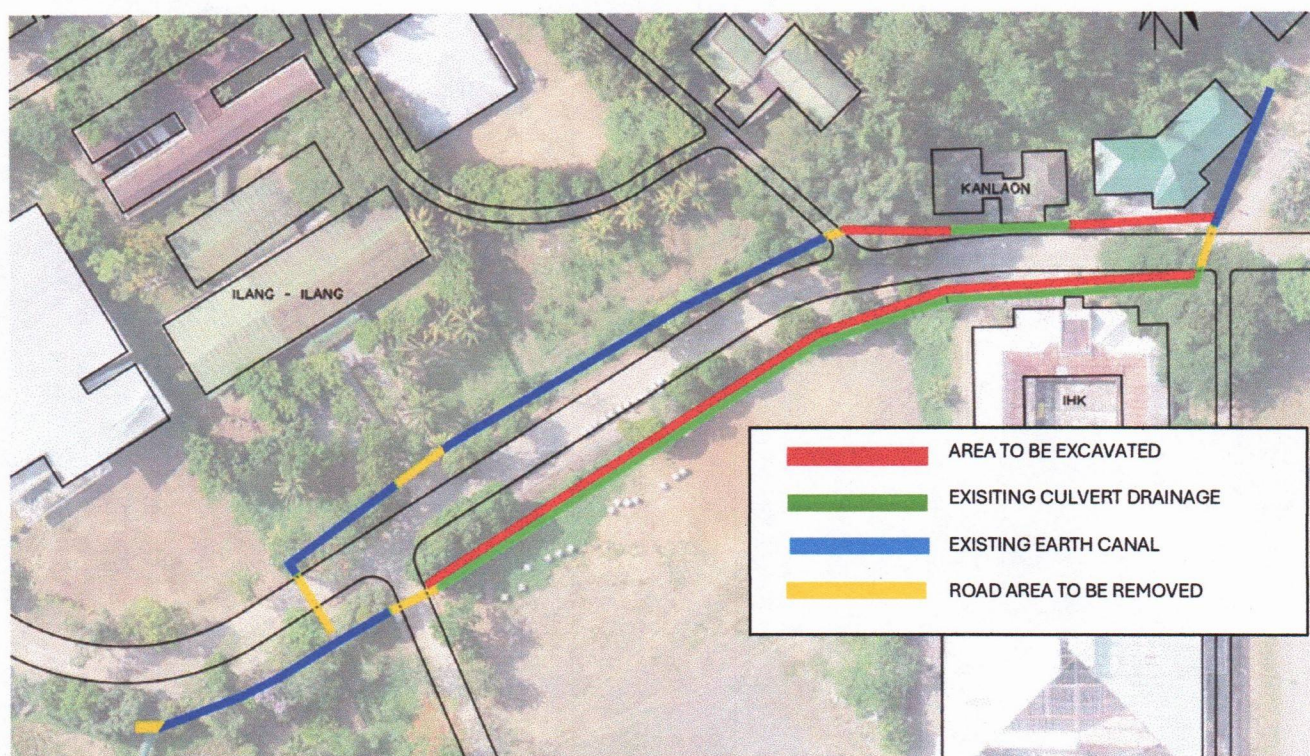 KANLAON
ILANG - ILANG
IHK
AREA TO BE EXCAVATED
EXISITING CULVERT DRAINAGE
EXISTING EARTH CANAL
ROAD AREA TO BE REMOVED